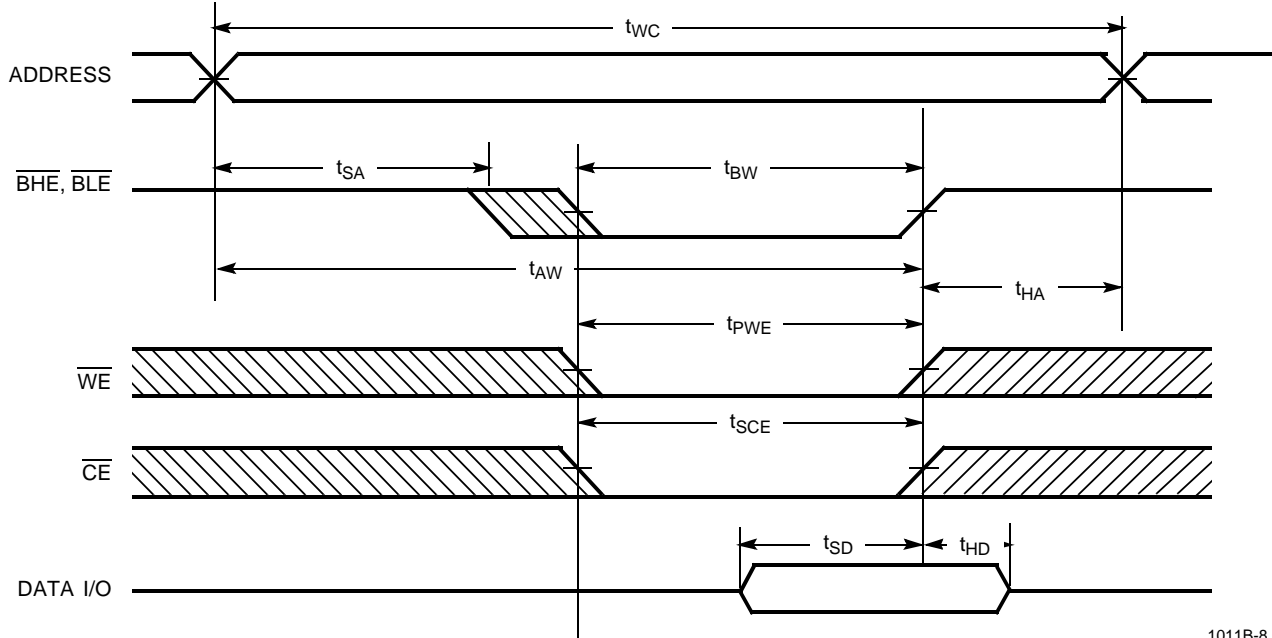 tWC
ADDRESS
tSA
tBW
BHE, BLE
tAW
tHA
tPWE
WE
tSCE
CE
tSD
tHD
DATA I/O
1011B-8